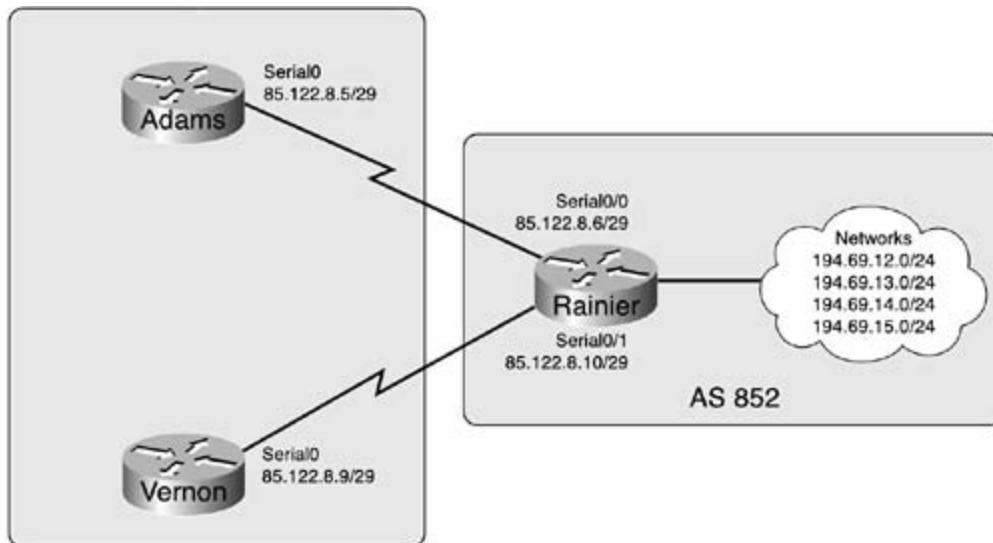 Serial0
85.122.8.5/29
Adams
Serial0/0
85.122.8.6/29
Networks
194.69.12.0/24
194.69.13.0/24
194.69.14.0/24
194.69.15.0/24
Rainier
Serial0/1
85.122.8.10/29
AS 852
Serial0
85.122.8.9/29
Vernon